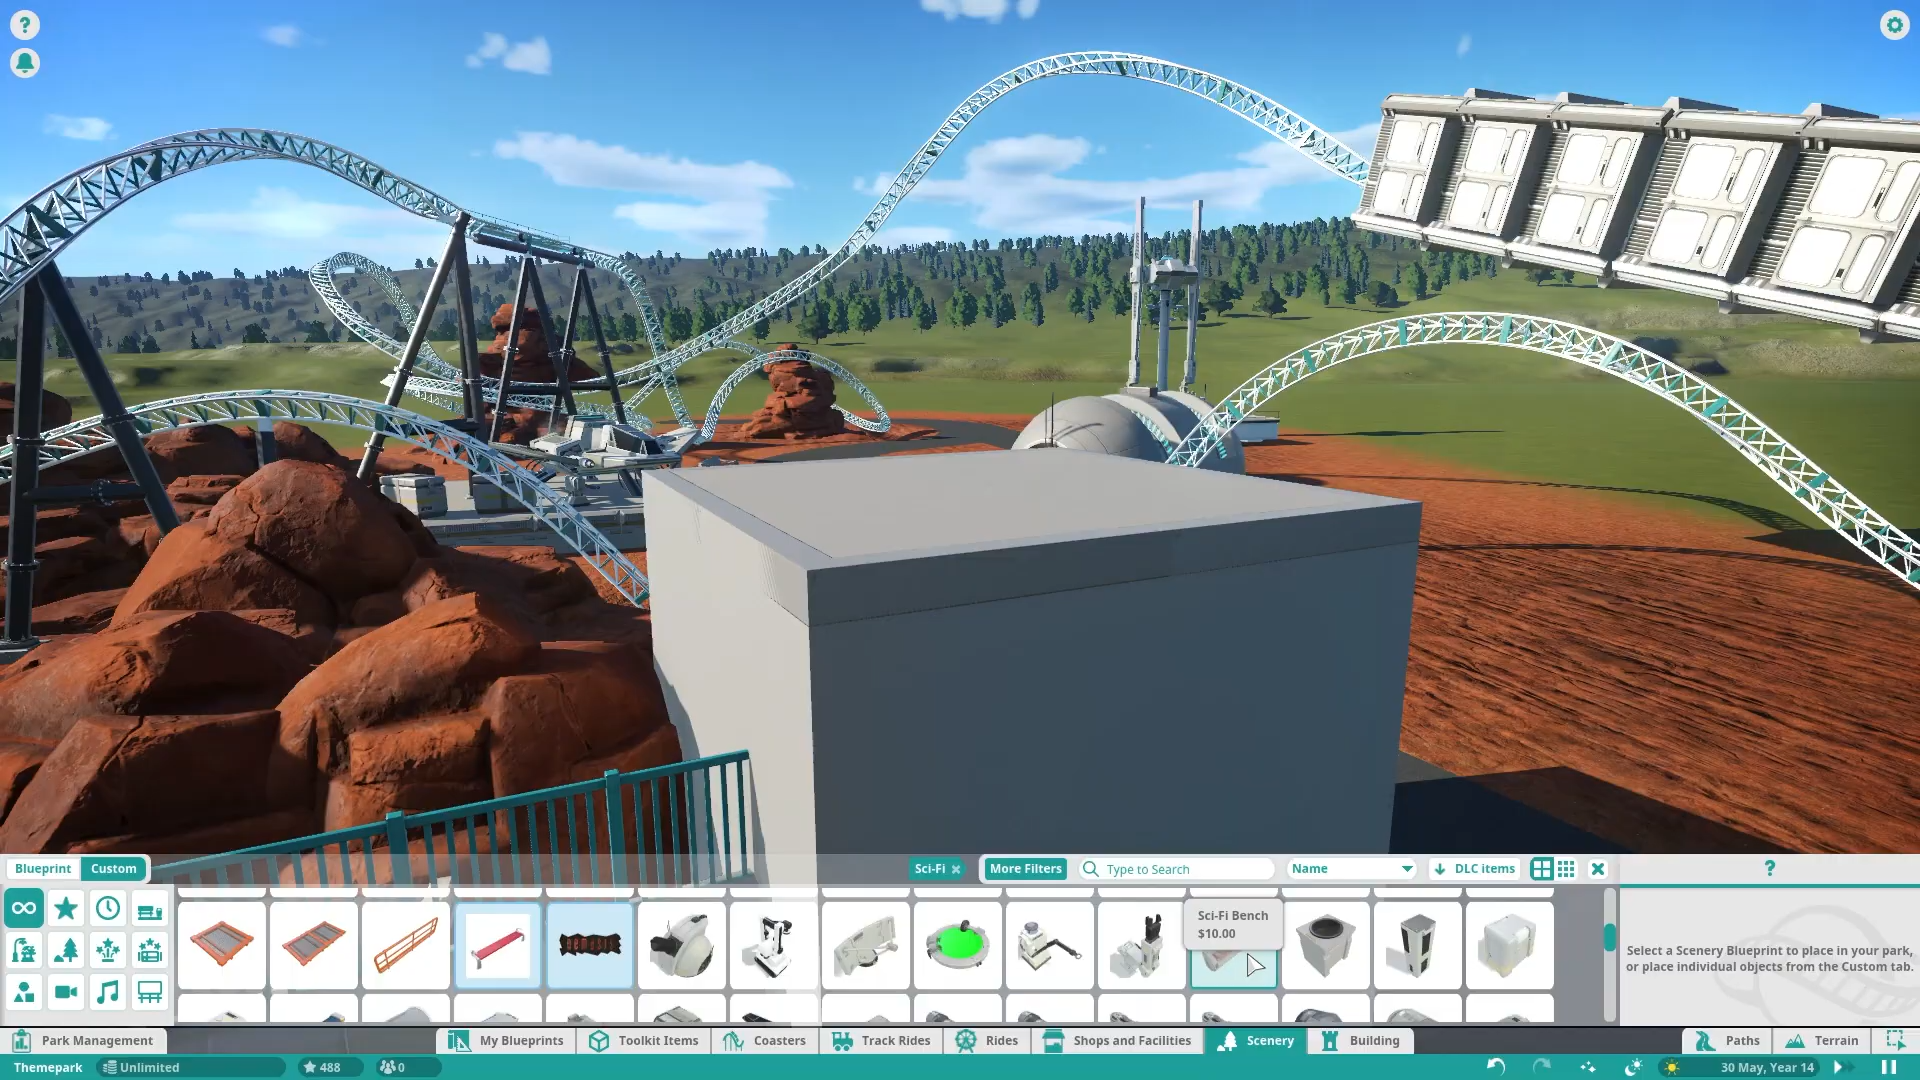 ?
Blueprint
Custom
Sci-Fi
More Filters
Type to Search
Name
DLC items
?
nemesis
Sci-Fi Bench
$10.00
Select a Scenery Blueprint to place in your park,
or place individual objects from the Custom tab.
Park Management
My Blueprints
Toolkit Items
Coasters
Track Rides
Rides
Shops and Facilities
Scenery
Building
Paths
Terrain
Themepark
Unlimited
488
0
30 May, Year 14